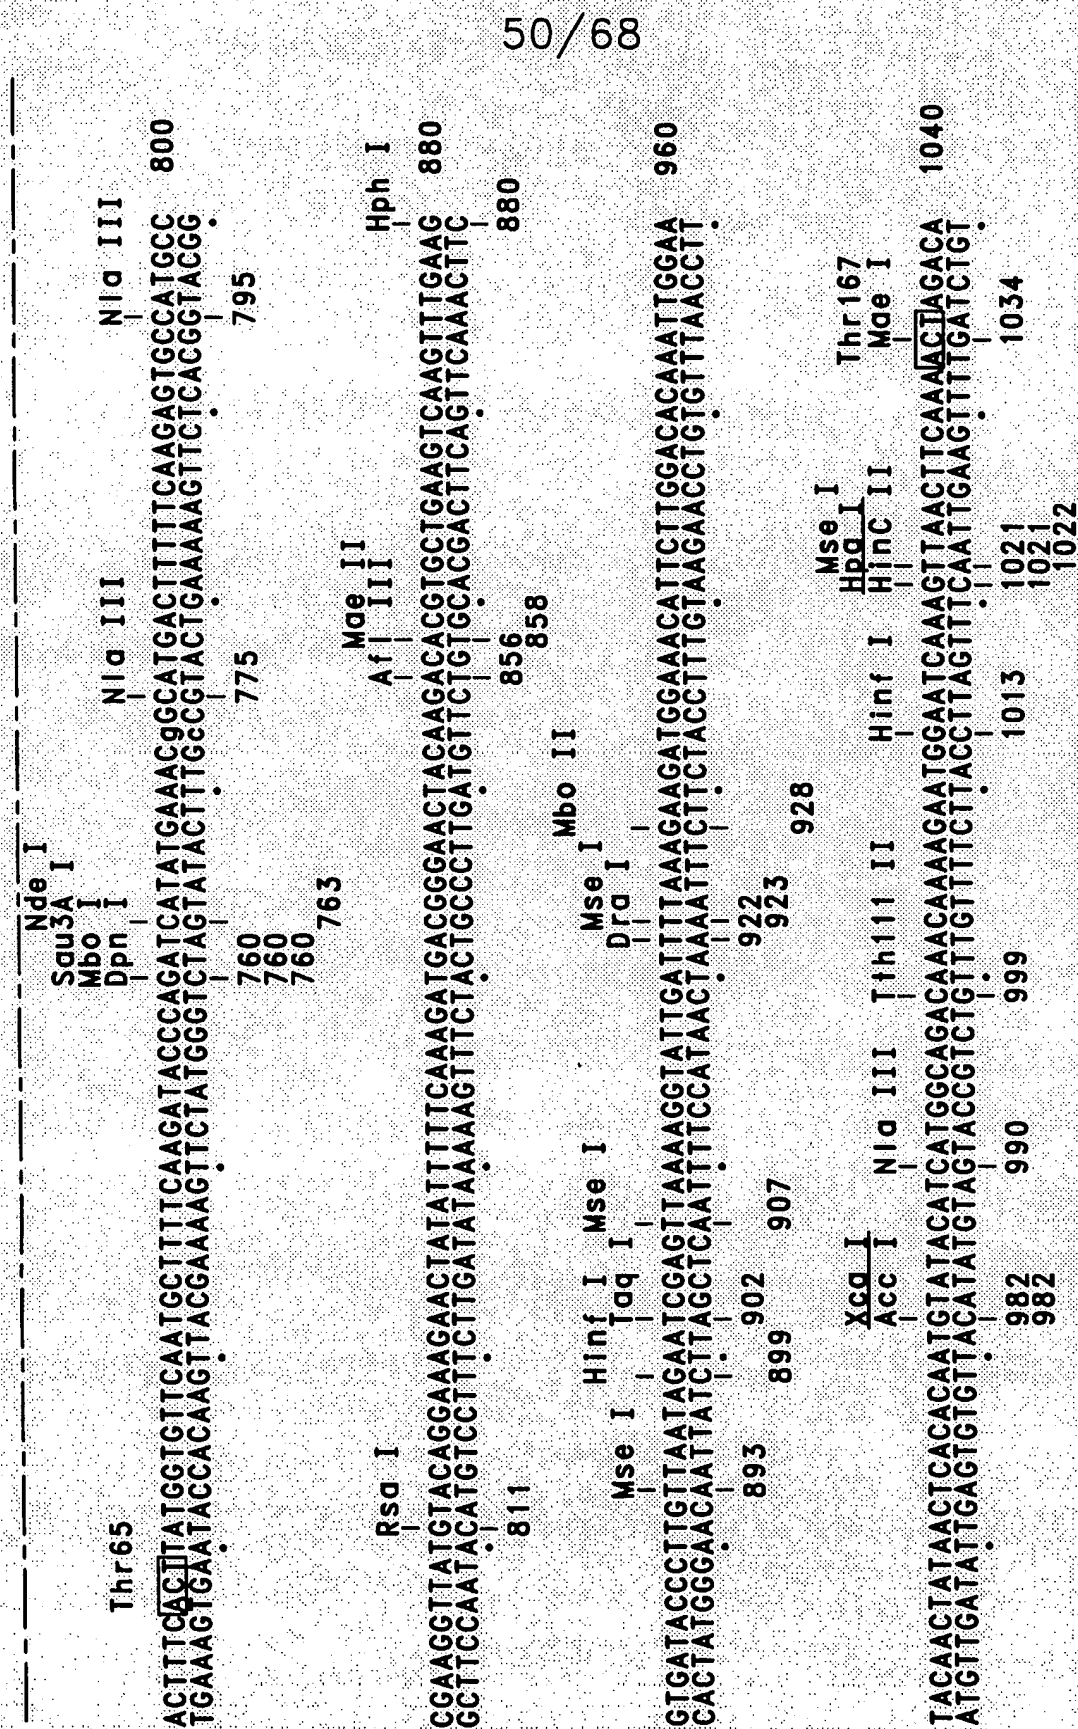 50/68
Nde I
Sau3A I
Mbo I
Thr65 Dpn I Nla III Nla III
ACTTTCACTTATGGTGTTCAATGCTTTTCAAGATACCCAGATCATATGAAACgGCATGACTTTTTCAAGAGTGCCATGCC 800
TGAAAGTGAATACCACAAGTTACGAAAAGTTCTATGGGTCTAGTATACTTTGcCGTACTGAAAAAGTTCTCACGGTACGG
760 775 795
760
760
763
Mae II
Rsa I Afl III Hph I
CGAAGGTTATGTACAGGAAAGAACTATATTTTTCAAAGATGACGGGAACTACAAGACACGTGCTGAAGTCAAGTTTGAAG 880
GCTTCCAATACATGTCCTTTCTTGATATAAAAAGTTTCTACTGCCCTTGATGTTCTGTGCACGACTTCAGTTCAAACTTC
811 856 880
858
Mbo II
Hinf I Mse I
Mse I Taq I Mse I Dra I
GTGATACCCTTGTTAATAGAATCGAGTTAAAAGGTATTGATTTTAAAGAAGATGGAAACATTCTTGGACACAAATTGGAA 960
CACTATGGGAACAATTATCTTAGCTCAATTTTCCATAACTAAAATTTCTTCTACCTTTGTAAGAACCTGTGTTTAACCTT
893 902 922
899 907 923 928
Mse I
Xca I Hpa I Thr167
Acc I Nla III Tth111 II Hinf I HinC II Mae I
TACAACTATAACTCACACAATGTATACATCATGGCAGACAAACAAAAGAATGGAATCAAAGTTAACTTCAAAACTAGACA 1040
ATGTTGATATTGAGTGTGTTACATATGTAGTACCGTCTGTTTGTTTTCTTACCTTAGTTTCAATTGAAGTTTTGATCTGT
982 990 999 1013 1021 1034
982 1021
1022